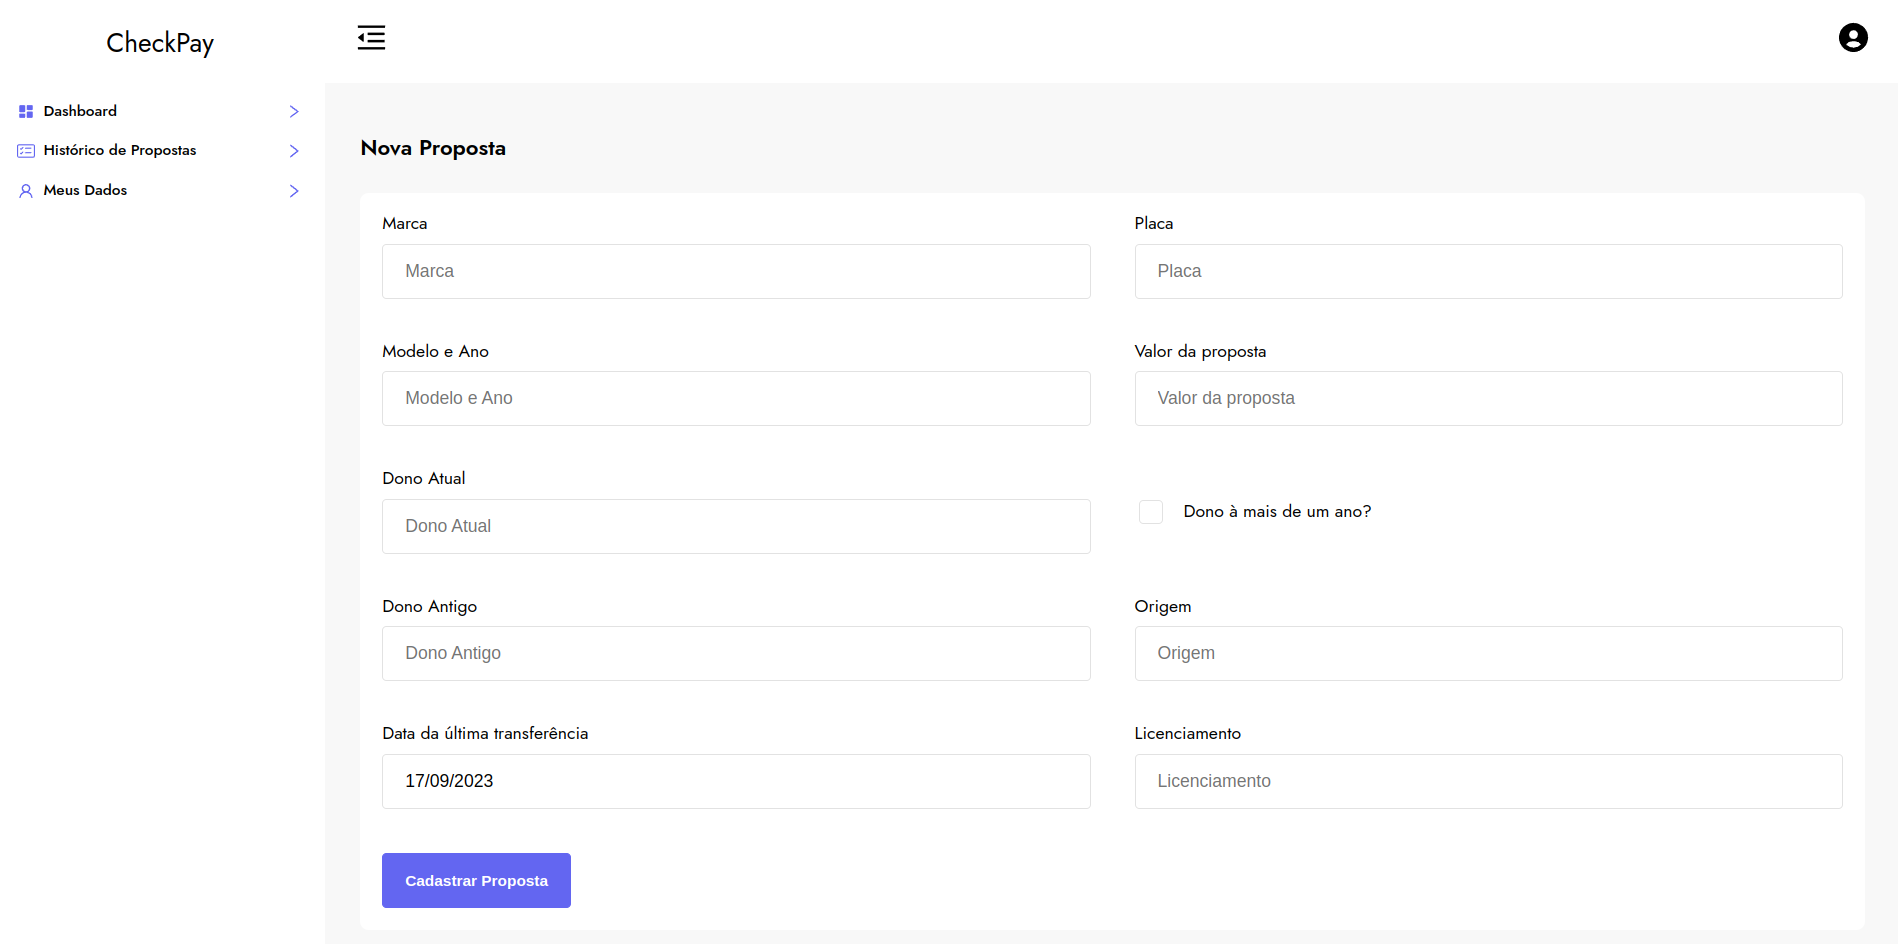 CheckPay
Dashboard
Histórico de Propostas
Meus Dados
Nova Proposta
Marca
Marca
Placa
Placa
Modelo e Ano
Modelo e Ano
Valor da proposta
Valor da proposta
Dono Atual
Dono Atual
Dono à mais de um ano?
Dono Antigo
Dono Antigo
Origem
Origem
Data da última transferência
17/09/2023
Licenciamento
Licenciamento
Cadastrar Proposta